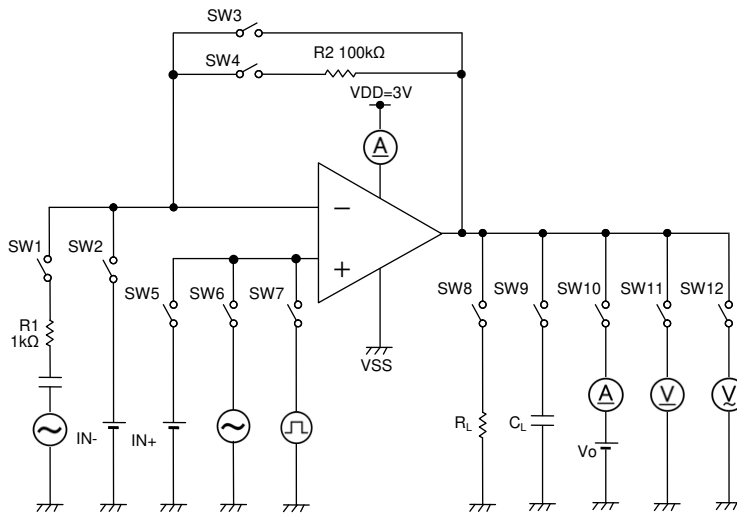 SW3
SW4
R2 100kΩ
VDD=3V
A
−
+
VSS
SW1
SW2
SW5
SW6
SW7
SW8
SW9
SW10
SW11
SW12
R1
1kΩ
IN-
IN+
RL
CL
A
V
V
Vo